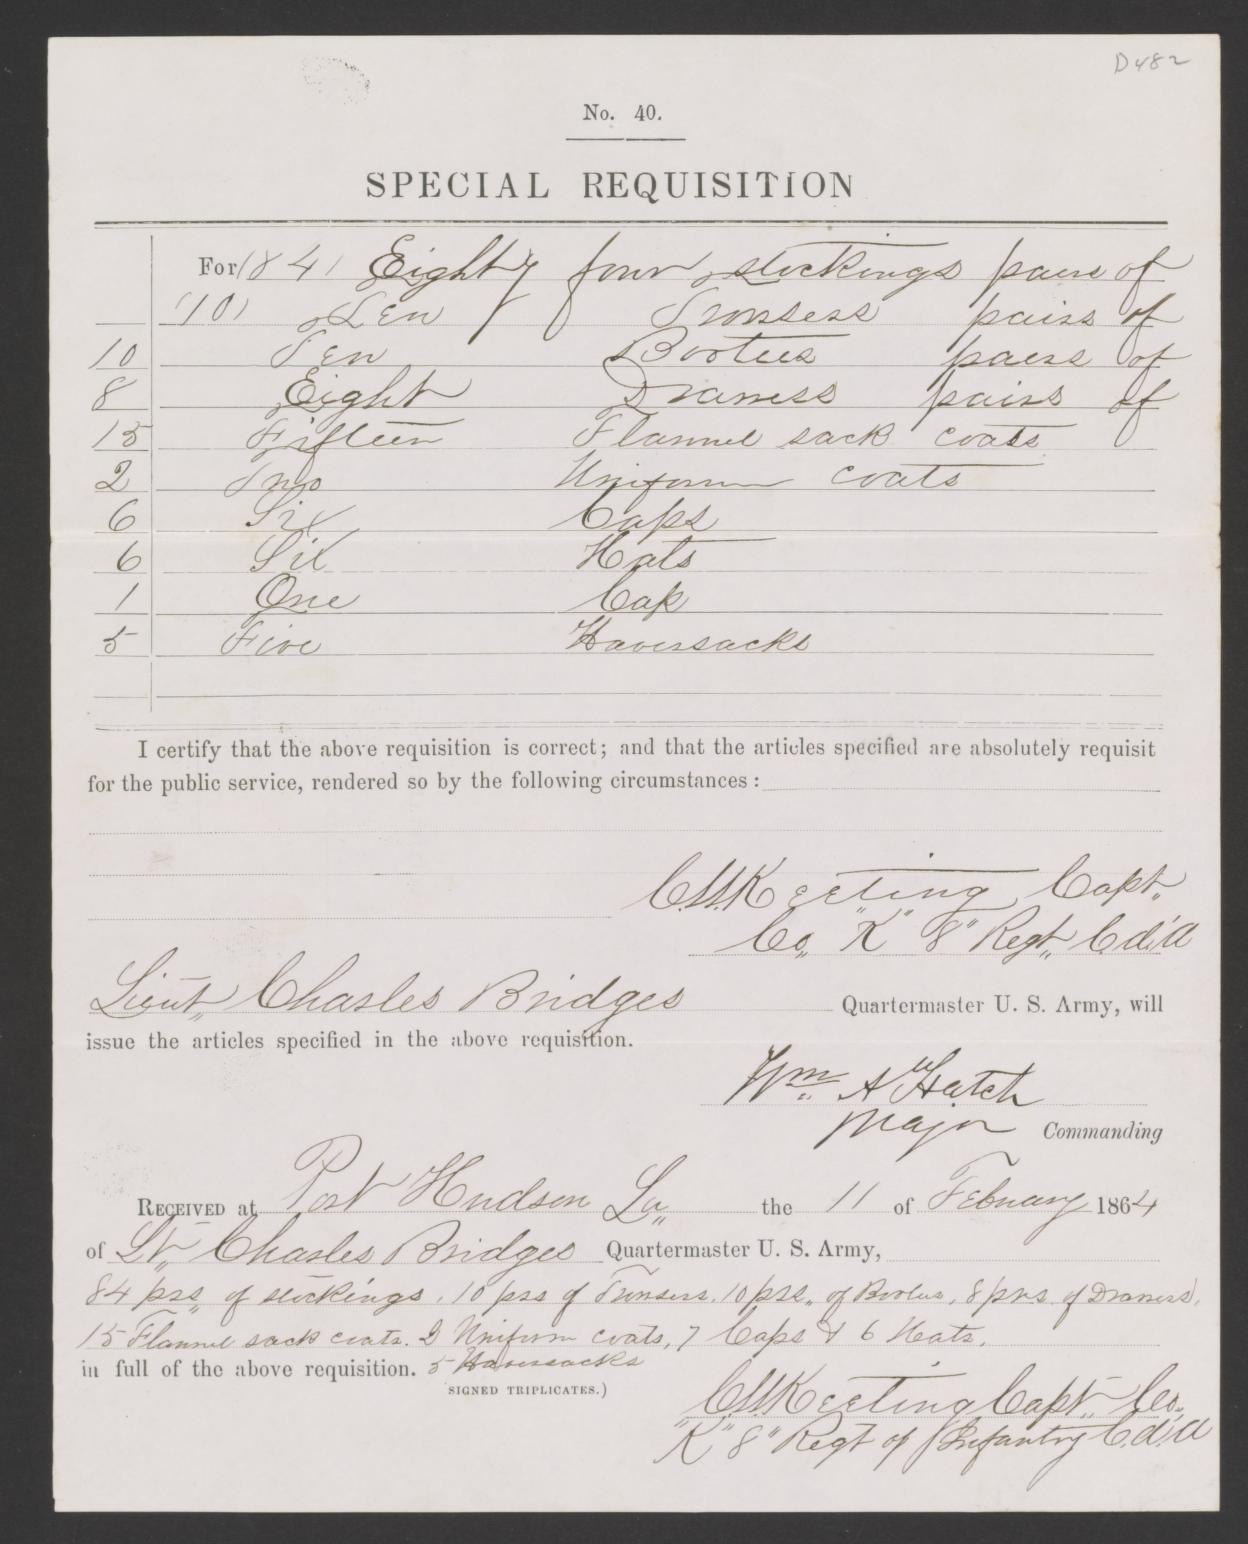 D482
No. 40.
SPECIAL REQUISITION
For (84) Eighty four stockings pairs of
(10) Ten Trousers pairs of
10 Ten Bootees pairs of
8 Eight Drawers pairs of
15 Fifteen Flannel sack coats
2 Two Uniform coats
6 Six Caps
6 Six Hats
1 One Cap
5 Five Haversacks
I certify that the above requisition is correct; and that the articles specified are absolutely requisit
for the public service, rendered so by the following circumstances:
Keeting Capt.
Co. "K" 8" Regt. C.d'A
Lieut. Charles Bridges Quartermaster U. S. Army, will
issue the articles specified in the above requisition.
Wm A Hatch
Major Commanding
RECEIVED at Port Hudson La. the 11 of February 1864
of Lt. Charles Bridges Quartermaster U. S. Army,
84 prs of stockings. 10 prs of Trousers. 10 prs. of Bootees, 8 prs of Drawers,
15 Flannel sack coats. 2 Uniform coats, 7 Caps & 6 Hats.
in full of the above requisition. 5 Haversacks
SIGNED TRIPLICATES.)
Keeting Capt. Co.
"K" 8" Regt of Infantry C.d'A